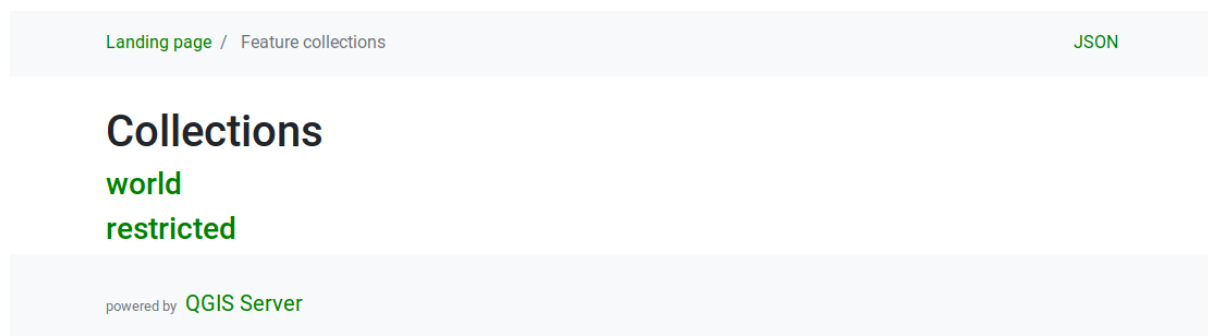 Landing page / Feature collections JSON
Collections
world
restricted
powered by QGIS Server